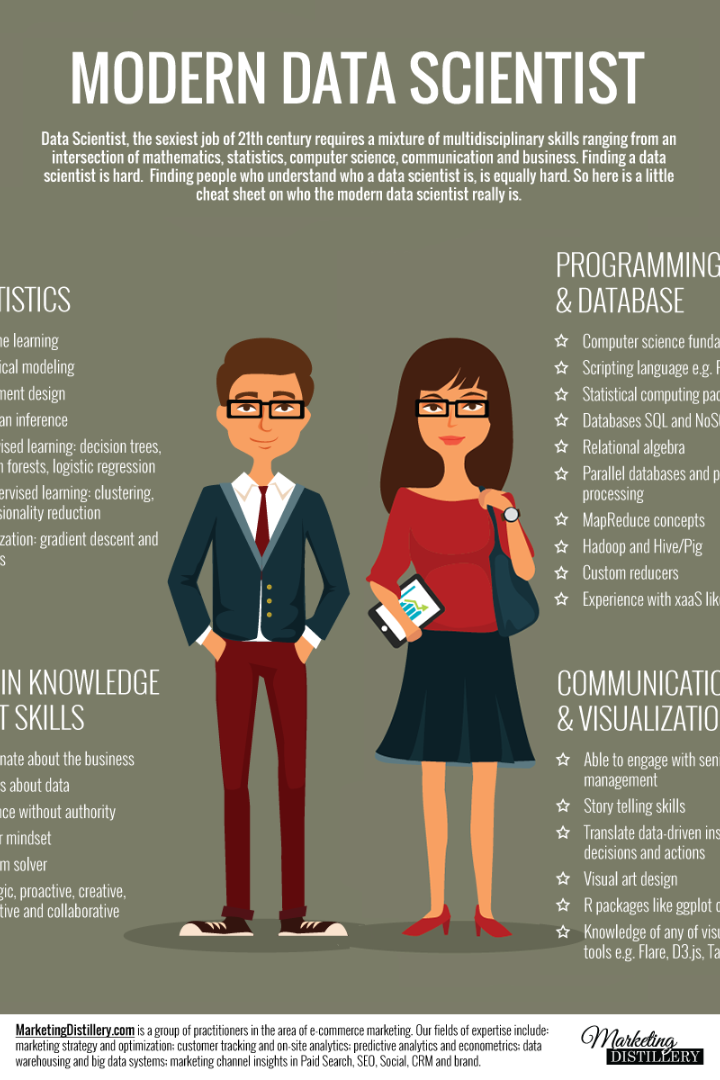 MODERN DATA SCIENTIST
Data Scientist, the sexiest job of 21th century requires a mixture of multidisciplinary skills ranging from an
intersection of mathematics, statistics, computer science, communication and business. Finding a data
scientist is hard. Finding people who understand who a data scientist is, is equally hard. So here is a little
cheat sheet on who the modern data scientist really is.
TISTICS
ne learning
ical modeling
ment design
an inference
ised learning: decision trees,
n forests, logistic regression
ervised learning: clustering,
sionality reduction
zation: gradient descent and
s
PROGRAMMING
& DATABASE
Computer science funda
Scripting language e.g. P
Statistical computing pac
Databases SQL and NoS
Relational algebra
Parallel databases and p
processing
MapReduce concepts
Hadoop and Hive/Pig
Custom reducers
Experience with xaaS lik
IN KNOWLEDGE
T SKILLS
nate about the business
s about data
nce without authority
r mindset
m solver
gic, proactive, creative,
tive and collaborative
COMMUNICATIO
& VISUALIZATIO
Able to engage with sen
management
Story telling skills
Translate data-driven ins
decisions and actions
Visual art design
R packages like ggplot o
Knowledge of any of visu
tools e.g. Flare, D3.js, Ta
MarketingDistillery.com is a group of practitioners in the area of e-commerce marketing. Our fields of expertise include:
marketing strategy and optimization: customer tracking and on-site analytics: predictive analytics and econometrics: data
warehousing and big data systems: marketing channel insights in Paid Search, SEO, Social, CRM and brand.
Marketing
DISTILLERY